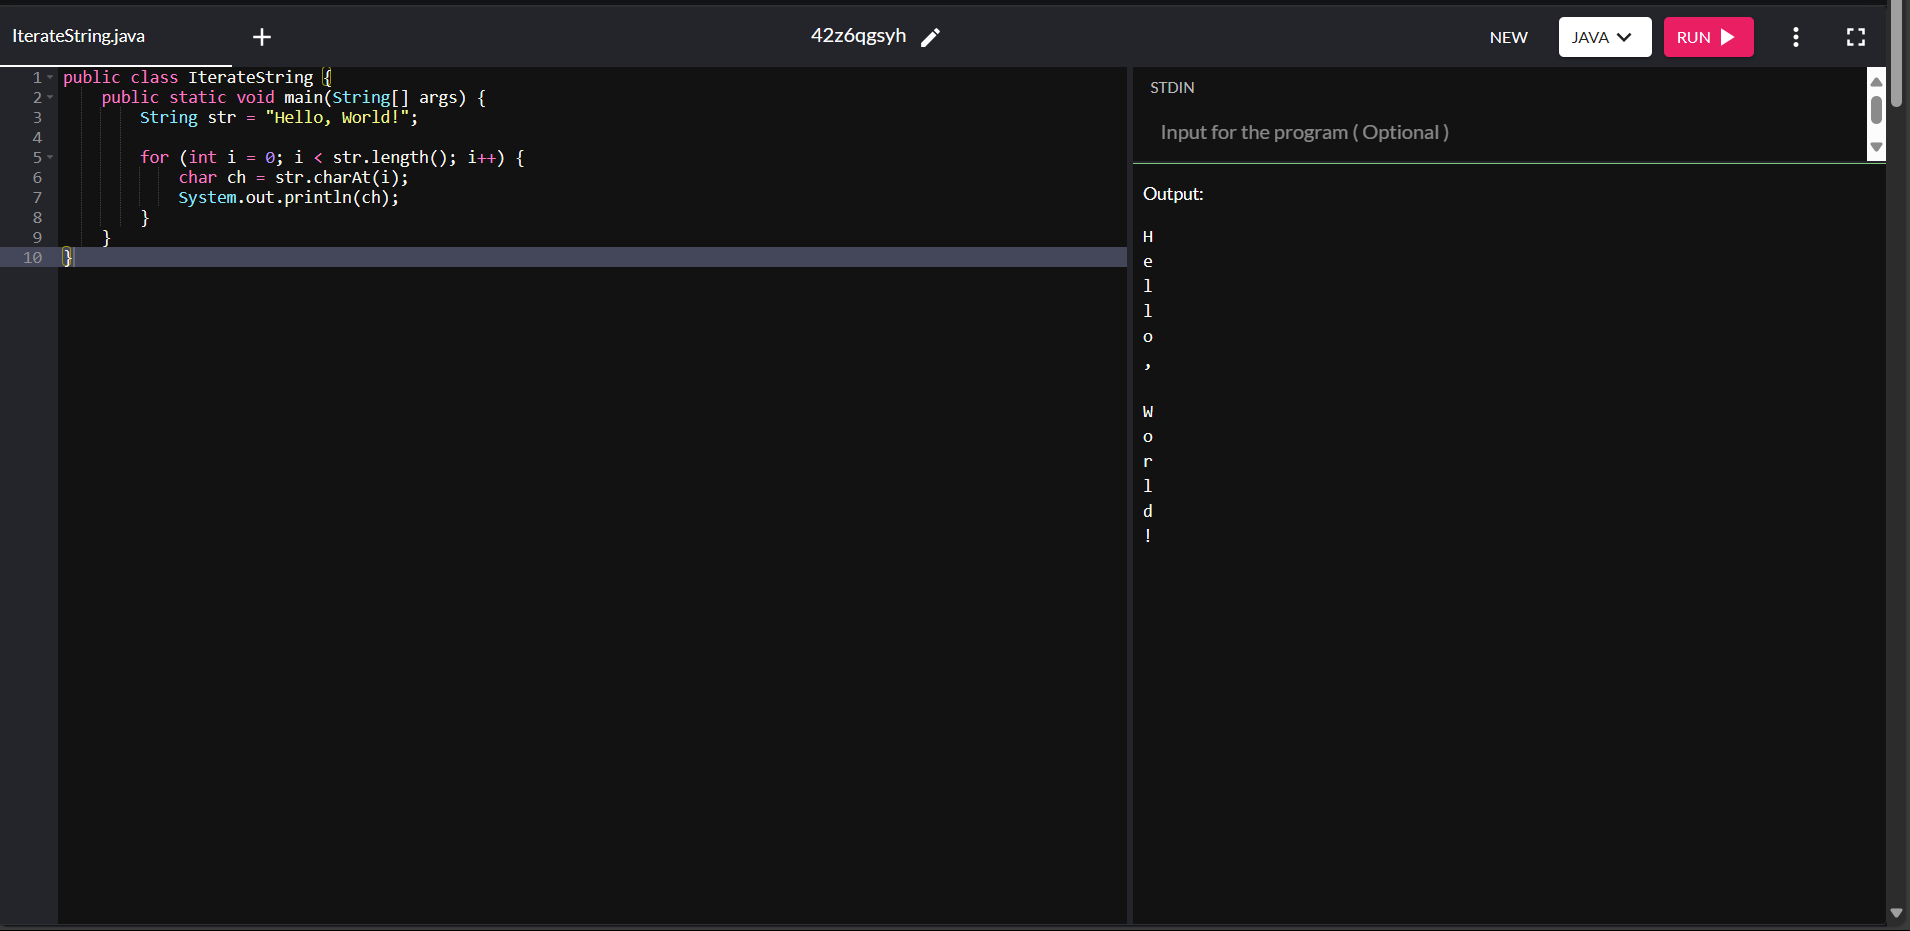 IterateString.java + 42z6qgsyh NEW JAVA RUN
1 public class IterateString {
2     public static void main(String[] args) {
3         String str = "Hello, World!";
4
5         for (int i = 0; i < str.length(); i++) {
6             char ch = str.charAt(i);
7             System.out.println(ch);
8         }
9     }
10 }
STDIN
Input for the program ( Optional )
Output:
H
e
l
l
o
,

W
o
r
l
d
!